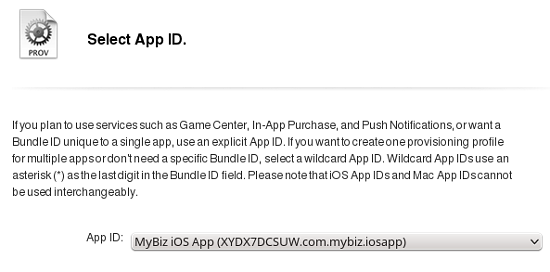 PROV
Select App ID.
If you plan to use services such as Game Center, In-App Purchase, and Push Notifications, or want a
Bundle ID unique to a single app, use an explicit App ID. If you want to create one provisioning profile
for multiple apps or don't need a specific Bundle ID, select a wildcard App ID. Wildcard App IDs use an
asterisk (*) as the last digit in the Bundle ID field. Please note that iOS App IDs and Mac App IDs cannot
be used interchangeably.
App ID: MyBiz iOS App (XYDX7DCSUW.com.mybiz.iosapp)